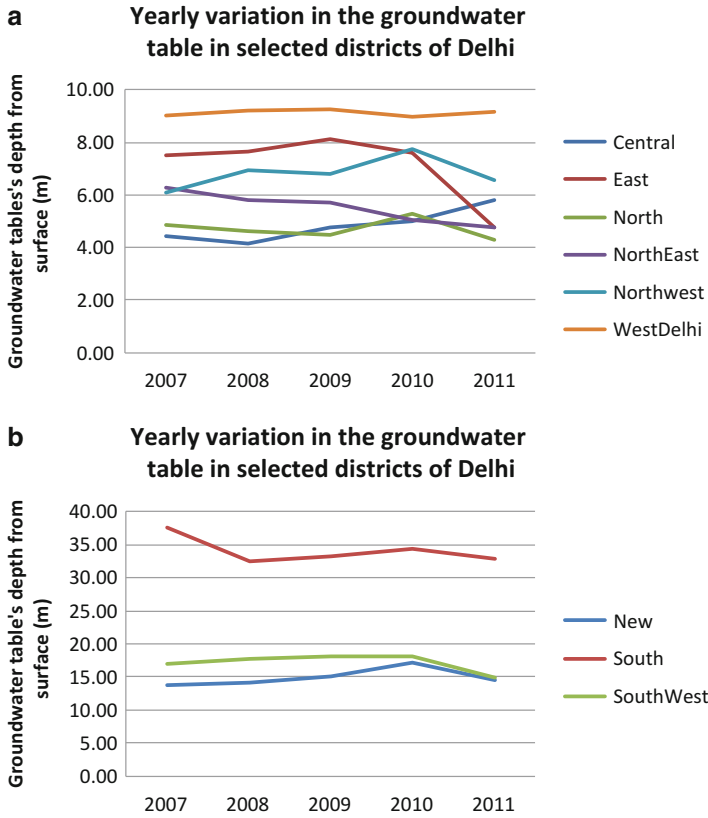 a
Yearly variation in the groundwater
table in selected districts of Delhi
Groundwater tables's depth from
surface (m)
10.00
8.00
6.00
4.00
2.00
0.00
2007 2008 2009 2010 2011
Central
East
North
NorthEast
Northwest
WestDelhi
b
Yearly variation in the groundwater
table in selected districts of Delhi
Groundwater table's depth from
surface (m)
40.00
35.00
30.00
25.00
20.00
15.00
10.00
5.00
0.00
2007 2008 2009 2010 2011
New
South
SouthWest